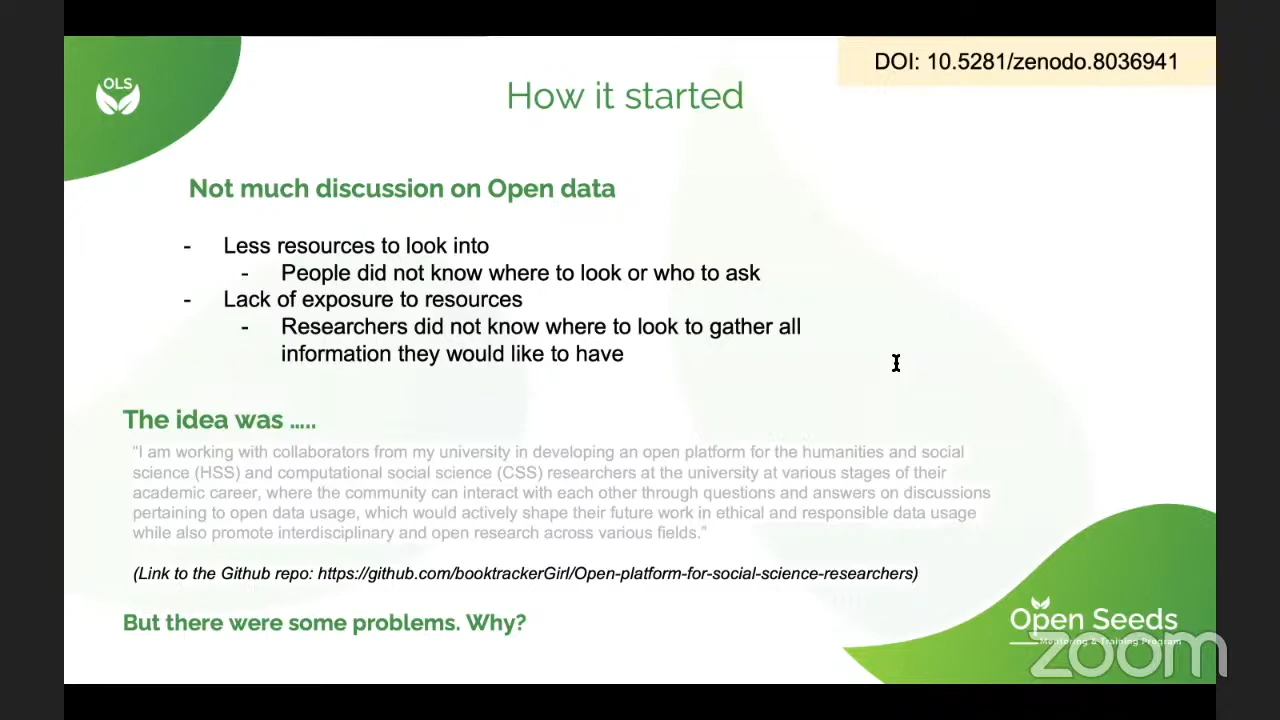 OLS
DOI: 10.5281/zenodo.8036941
How it started
Not much discussion on Open data
- Less resources to look into
- People did not know where to look or who to ask
- Lack of exposure to resources
- Researchers did not know where to look to gather all
information they would like to have
The idea was .....
"I am working with collaborators from my university in developing an open platform for the humanities and social
science (HSS) and computational social science (CSS) researchers at the university at various stages of their
academic career, where the community can interact with each other through questions and answers on discussions
pertaining to open data usage, which would actively shape their future work in ethical and responsible data usage
while also promote interdisciplinary and open research across various fields."
(Link to the Github repo: https://github.com/booktrackerGirl/Open-platform-for-social-science-researchers)
But there were some problems. Why?
Open Seeds
Mentoring & Training Program
zoom